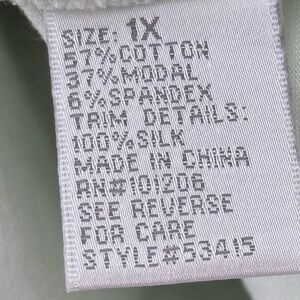 SIZE: 1X
57%COTTON
37%MODAL
6%SPANDEX
TRIM DETAILS:
100%SILK
MADE IN CHINA
RN#101206
SEE REVERSE
FOR CARE
STYLE#53415